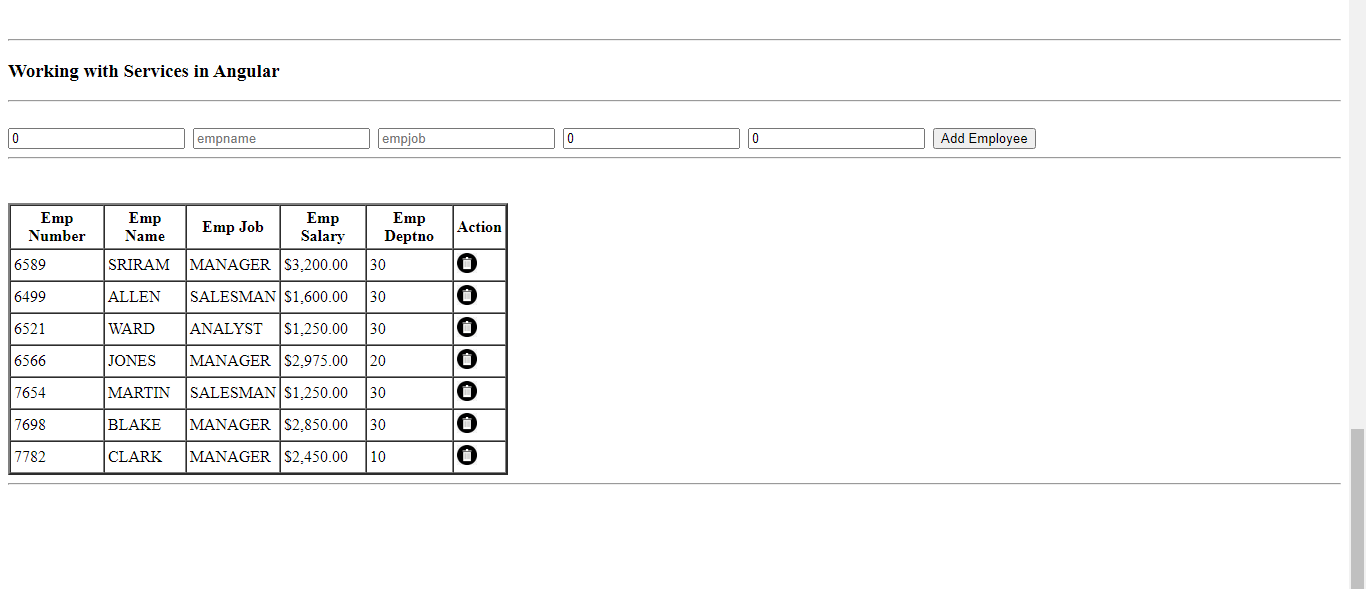 Working with Services in Angular
0 empname empjob 0 0 Add Employee
Emp Number Emp Name Emp Job Emp Salary Emp Deptno Action
6589 SRIRAM MANAGER $3,200.00 30
6499 ALLEN SALESMAN $1,600.00 30
6521 WARD ANALYST $1,250.00 30
6566 JONES MANAGER $2,975.00 20
7654 MARTIN SALESMAN $1,250.00 30
7698 BLAKE MANAGER $2,850.00 30
7782 CLARK MANAGER $2,450.00 10